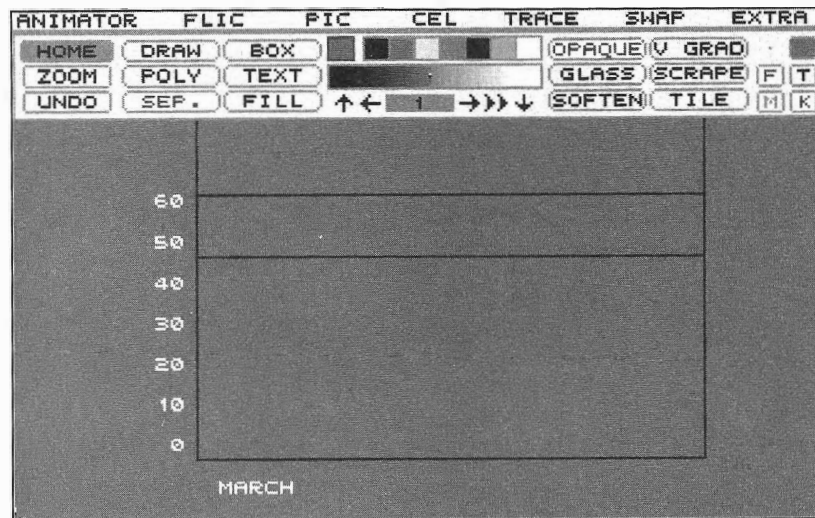 ANIMATOR FLIC PIC CEL TRACE SWAP EXTRA
HOME DRAW BOX OPAQUE V GRAD
ZOOM POLY TEXT GLASS SCRAPE F T
UNDO SEP. FILL 1 SOFTEN TILE M K
60
50
40
30
20
10
0
MARCH